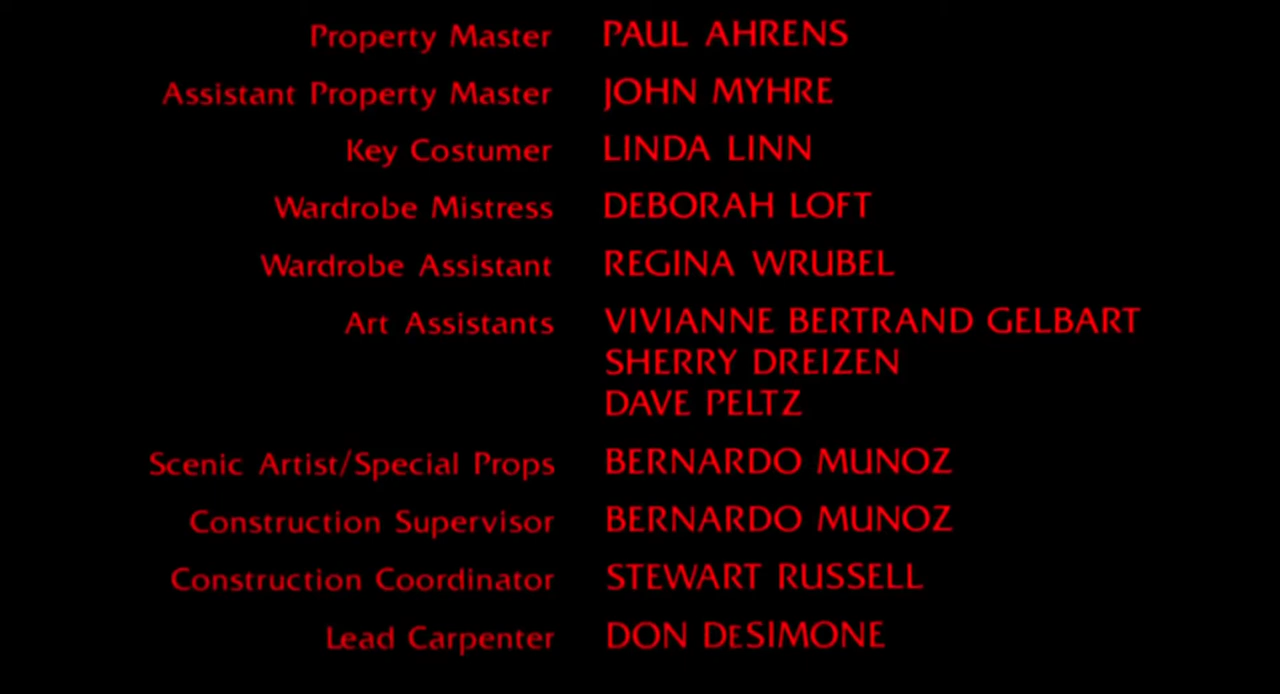 Property Master PAUL AHRENS
Assistant Property Master JOHN MYHRE
Key Costumer LINDA LINN
Wardrobe Mistress DEBORAH LOFT
Wardrobe Assistant REGINA WRUBEL
Art Assistants VIVIANNE BERTRAND GELBART
SHERRY DREIZEN
DAVE PELTZ
Scenic Artist/Special Props BERNARDO MUNOZ
Construction Supervisor BERNARDO MUNOZ
Construction Coordinator STEWART RUSSELL
Lead Carpenter DON DeSIMONE